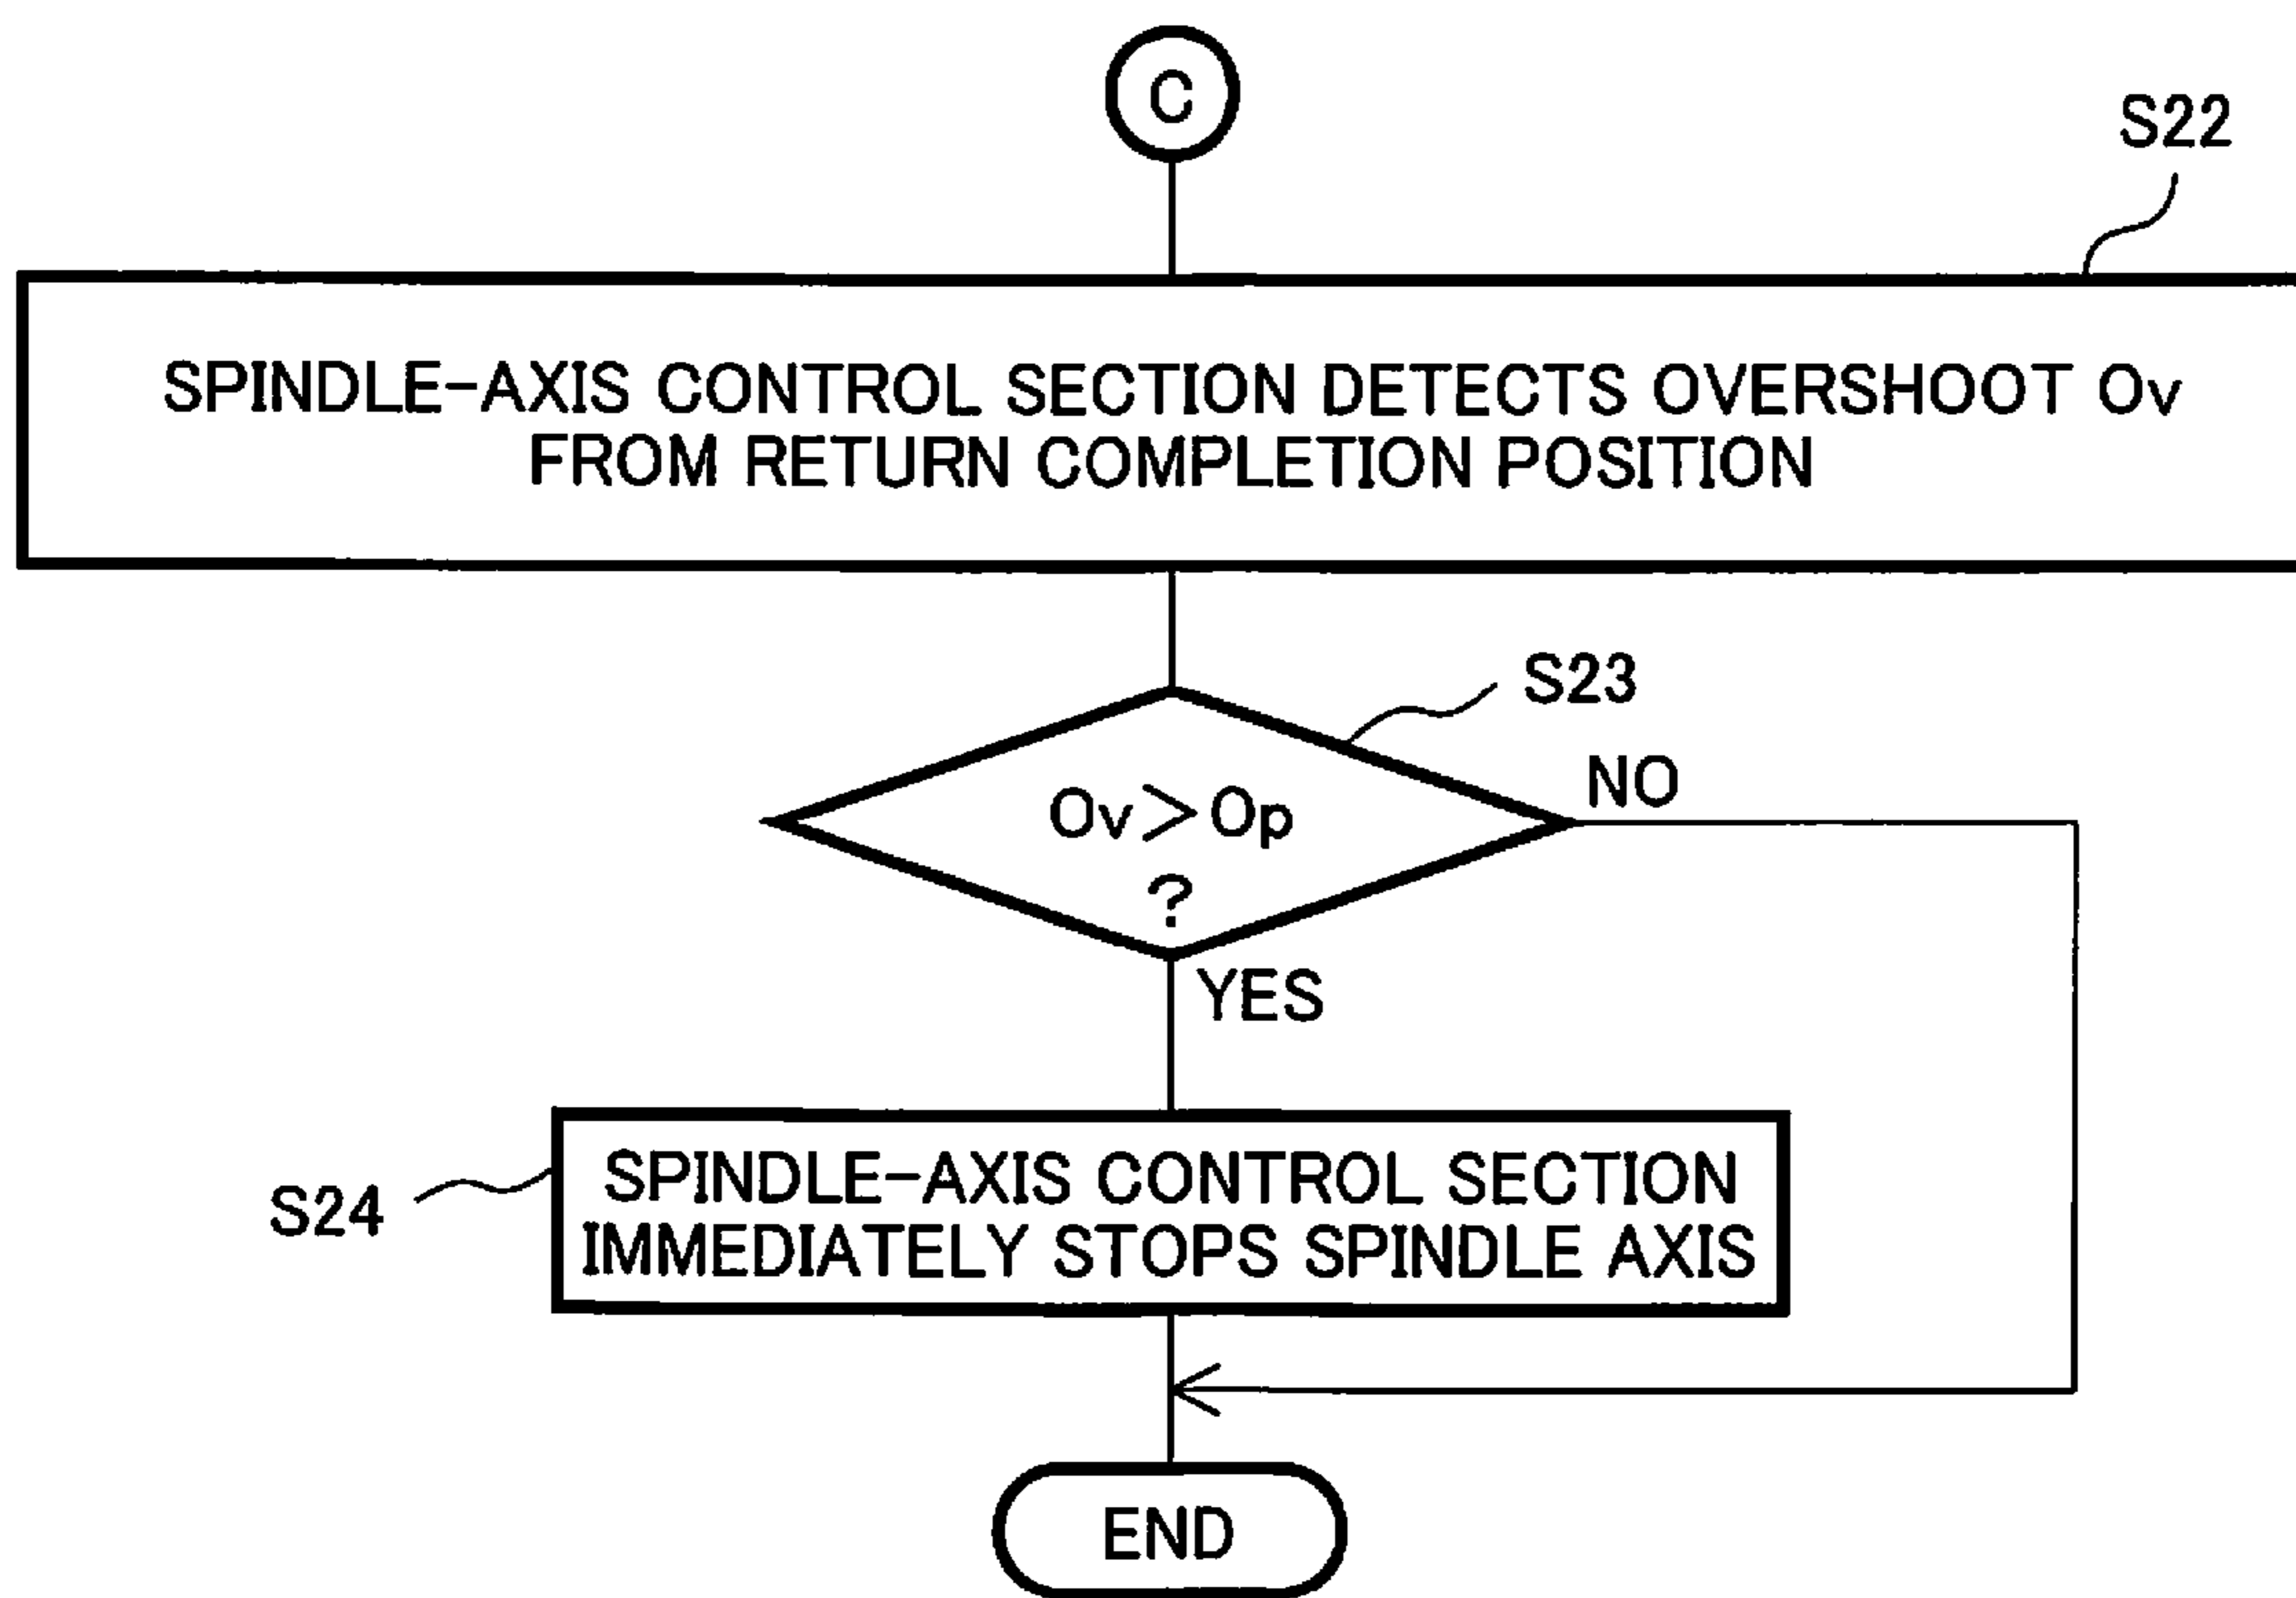 C
S22
SPINDLE-AXIS CONTROL SECTION DETECTS OVERSHOOT Ov
FROM RETURN COMPLETION POSITION
S23
NO
Ov>Op
?
YES
S24
SPINDLE-AXIS CONTROL SECTION
IMMEDIATELY STOPS SPINDLE AXIS
END